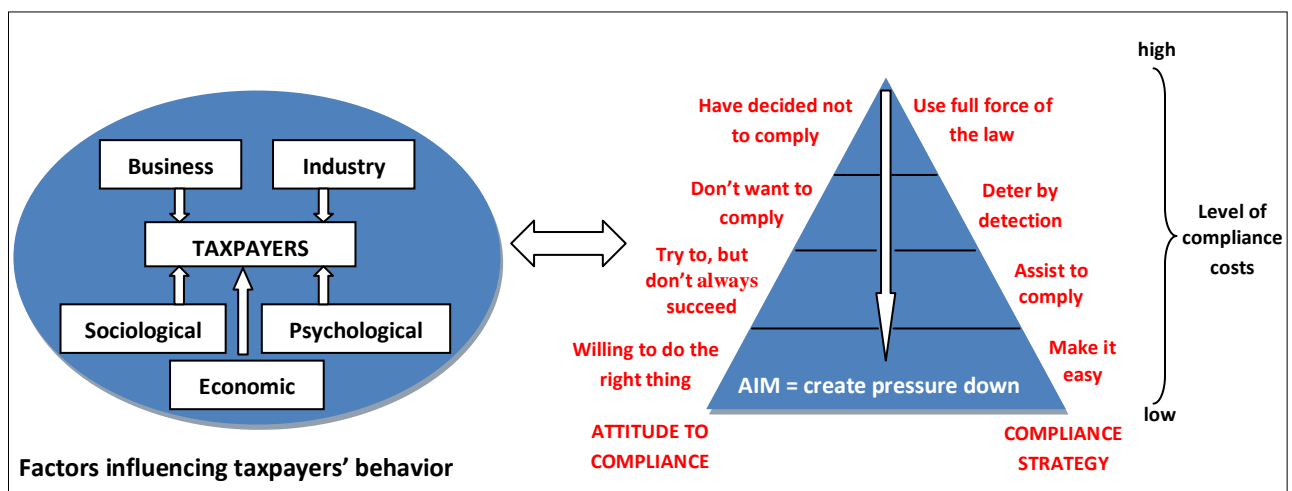 Business
Industry
TAXPAYERS
Sociological
Psychological
Economic
Factors influencing taxpayers’ behavior
Have decided not
to comply
Don’t want to
comply
Try to, but
don’t always
succeed
Willing to do the
right thing
ATTITUDE TO
COMPLIANCE
AIM = create pressure down
Use full force of
the law
Deter by
detection
Assist to
comply
Make it
easy
COMPLIANCE
STRATEGY
high
Level of
compliance
costs
low